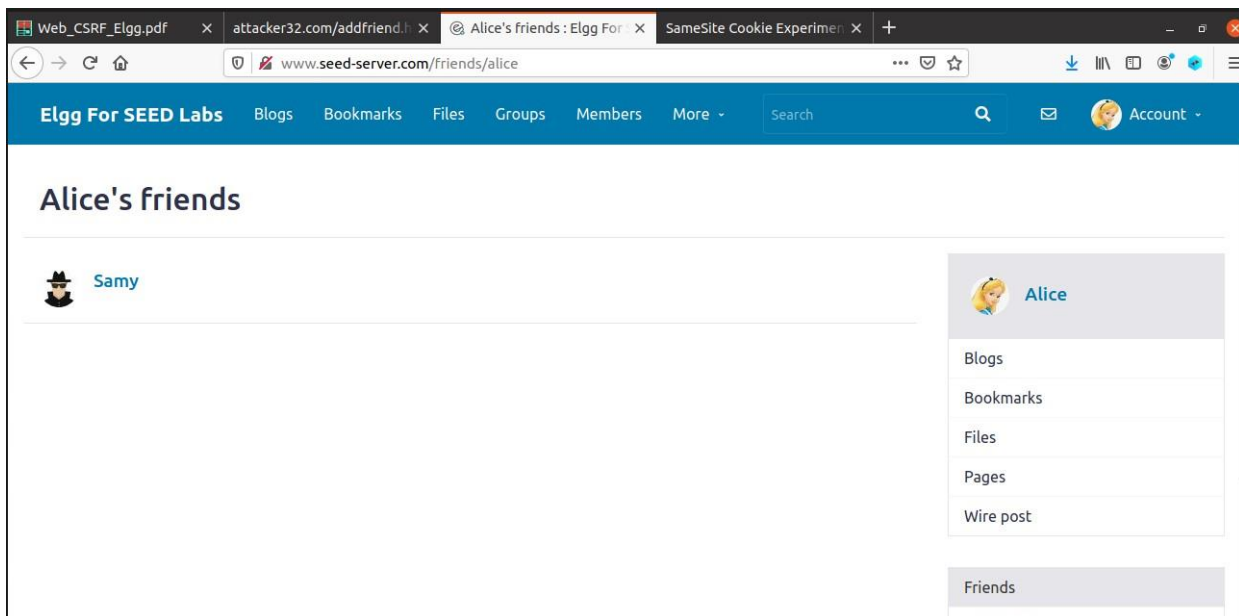 Web_CSRF_Elgg.pdf attacker32.com/addfriend.h Alice's friends : Elgg For SameSite Cookie Experimen
www.seed-server.com/friends/alice
Elgg For SEED Labs Blogs Bookmarks Files Groups Members More Search Account
Alice's friends
Samy
Alice
Blogs
Bookmarks
Files
Pages
Wire post
Friends